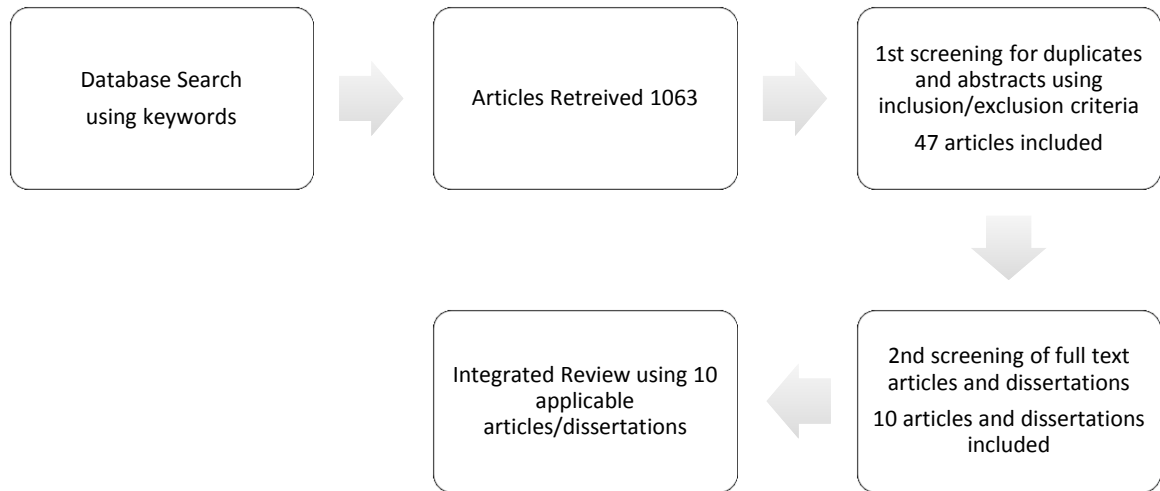 Database Search
using keywords
Articles Retreived 1063
1st screening for duplicates
and abstracts using
inclusion/exclusion criteria
47 articles included
2nd screening of full text
articles and dissertations
10 articles and dissertations
included
Integrated Review using 10
applicable
articles/dissertations